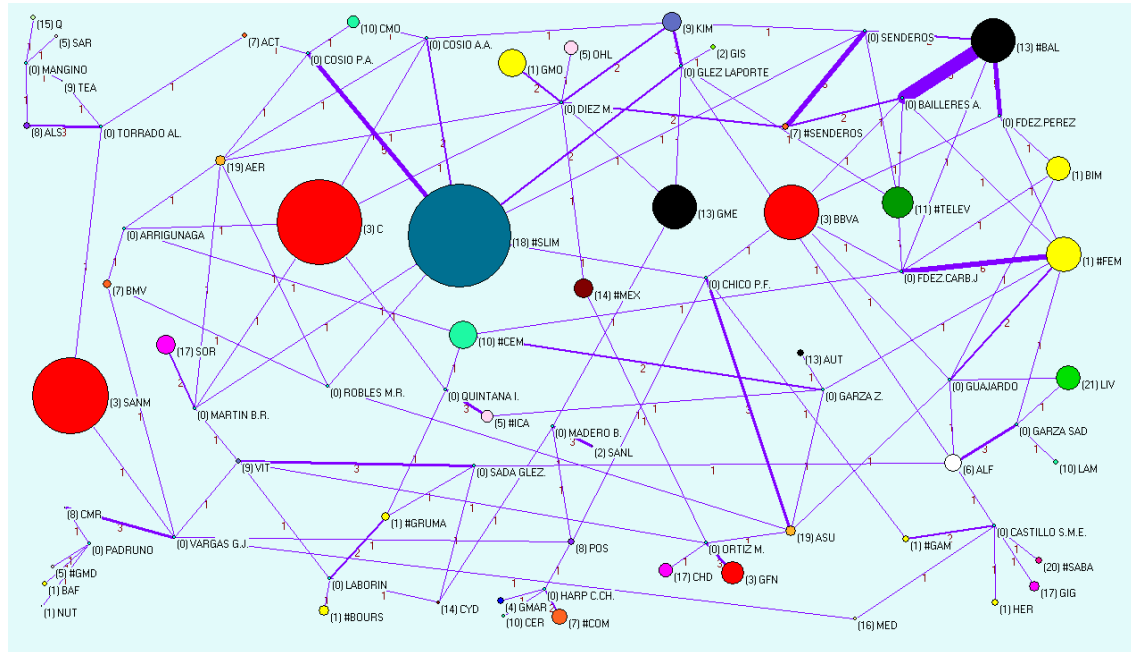 (15) Q
(5) SAR
(0) MANGINO
(9) TEA
(8) ALS3
(0) TORRADO AL.
(7) ACT
(10) CMO
(0) COSIO P.A.
(0) COSIO A.A.
(9) KIM
(1) GMO
(5) OHL
(2) GIS
(0) GLEZ LAPORTE
(0) SENDEROS
(13) #BAL
(0) BAILLERES A.
(0) DIEZ M.
(7) #SENDEROS
(0) FDEZ.PEREZ
(19) AER
(1) BIM
(3) C
(18) #SLIM
(13) GME
(3) BBVA
(11) #TELEV
(0) ARRIGUNAGA
(1) #FEM
(0) FDEZ.CARB.J
(0) CHICO P.F.
(7) BMV
(14) #MEX
(17) SOR
(10) #CEM
(13) AUT
(3) SANM
(0) MARTIN B.R.
(0) ROBLES M.R.
(0) QUINTANA I.
(0) GARZA Z.
(0) GUAJARDO
(21) LIV
(5) #ICA
(0) MADERO B.
(2) SANL
(0) GARZA SAD
(9) VIT
(0) SADA GLEZ.
(6) ALF
(10) LAM
(8) CMR
(0) VARGAS G.J.
(1) #GRUMA
(8) POS
(0) ORTIZ M.
(19) ASU
(1) #GAM
(0) CASTILLO S.M.E.
(0) PADRUNO
(5) #GMD
(1) BAF
(1) NUT
(0) LABORIN
(1) #BOURS
(14) CYD
(0) HARP C.CH.
(4) GMAR 2
(10) CER
(7) #COM
(17) CHD
(3) GFN
(16) MED
(1) HER
(20) #SABA
(17) GIG